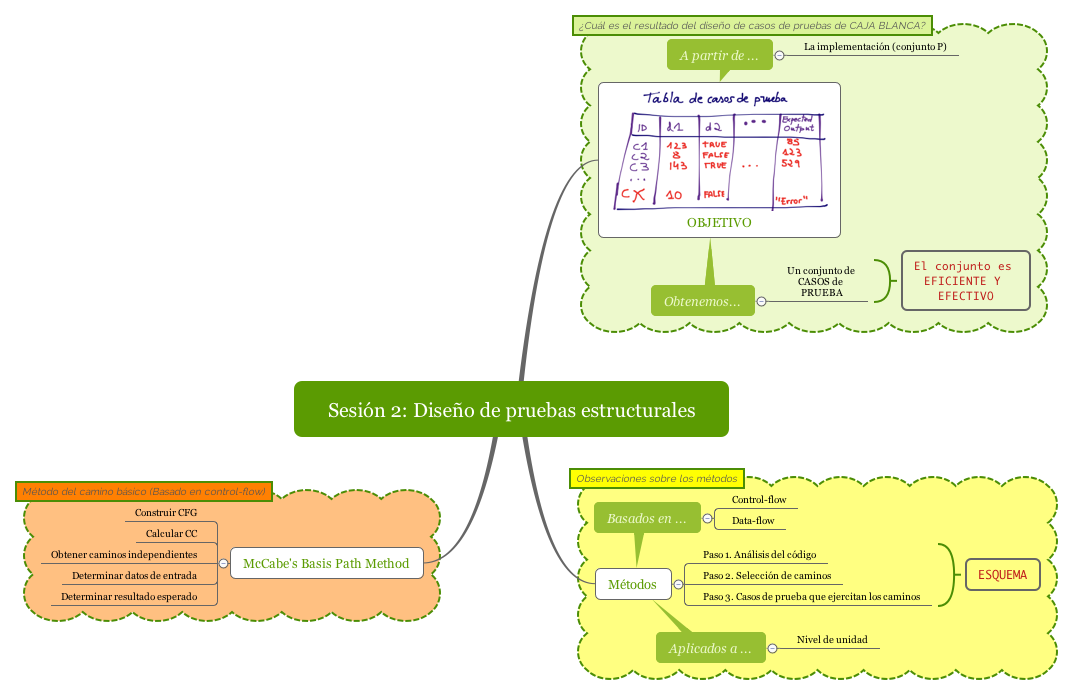 ¿Cuál es el resultado del diseño de casos de pruebas de CAJA BLANCA?
A partir de ...
La implementación (conjunto P)
Tabla de casos de prueba
ID d1 d2 ... Expected
Output
C1 123 TRUE 85
C2 8 FALSE 123
C3 143 TRUE ... 529
...
CX 10 FALSE "Error"
OBJETIVO
Obtenemos...
Un conjunto de
CASOS de
PRUEBA
El conjunto es
EFICIENTE Y
EFECTIVO
Sesión 2: Diseño de pruebas estructurales
Método del camino básico (Basado en control-flow)
Construir CFG
Calcular CC
Obtener caminos independientes
Determinar datos de entrada
Determinar resultado esperado
McCabe's Basis Path Method
Observaciones sobre los métodos
Basados en ...
Control-flow
Data-flow
Métodos
Paso 1. Análisis del código
Paso 2. Selección de caminos
Paso 3. Casos de prueba que ejercitan los caminos
ESQUEMA
Aplicados a ...
Nivel de unidad